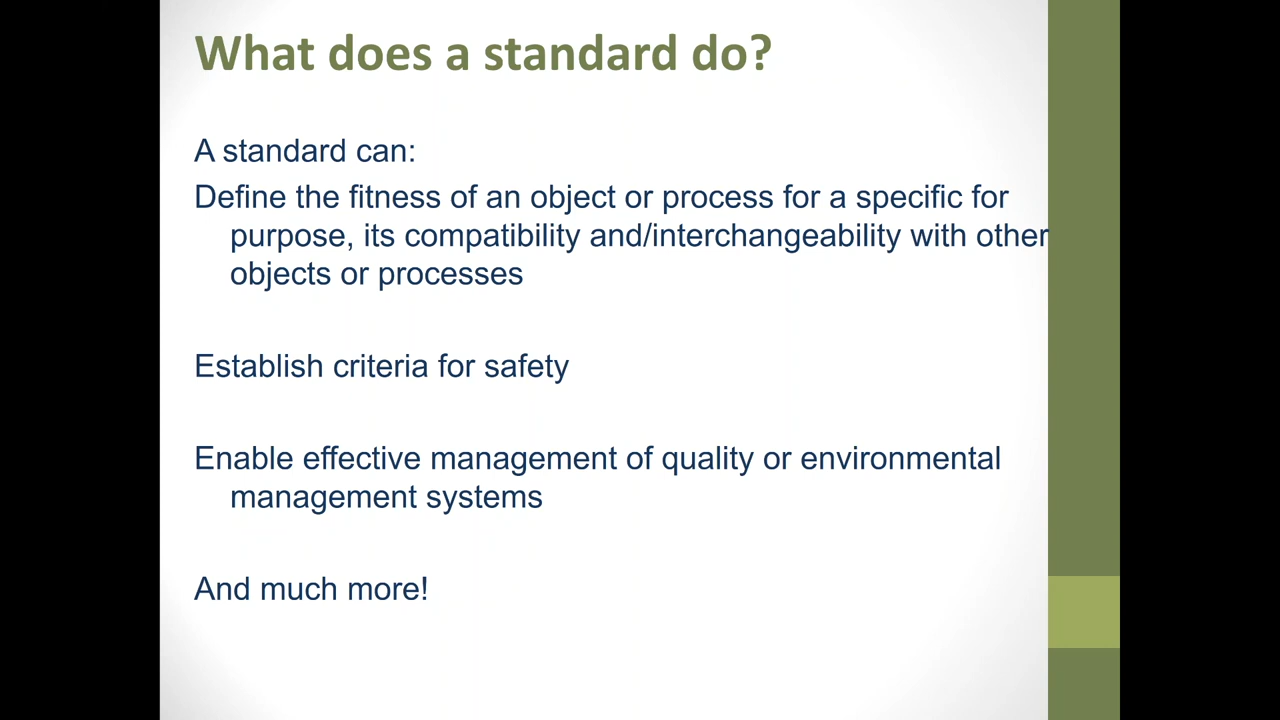 What does a standard do?
A standard can:
Define the fitness of an object or process for a specific for
purpose, its compatibility and/interchangeability with other
objects or processes
Establish criteria for safety
Enable effective management of quality or environmental
management systems
And much more!